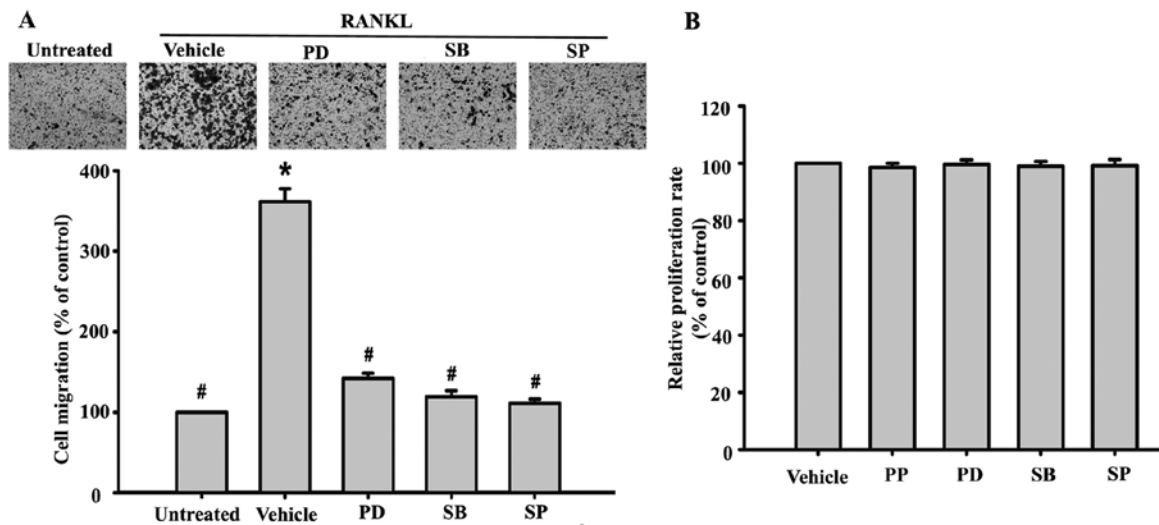 A
RANKL
Untreated Vehicle PD SB SP
Cell migration (% of control)
400
300
200
100
0
*
#
#
#
#
Untreated Vehicle PD SB SP
B
Relative proliferation rate
(% of control)
120
100
80
60
40
20
0
Vehicle PP PD SB SP